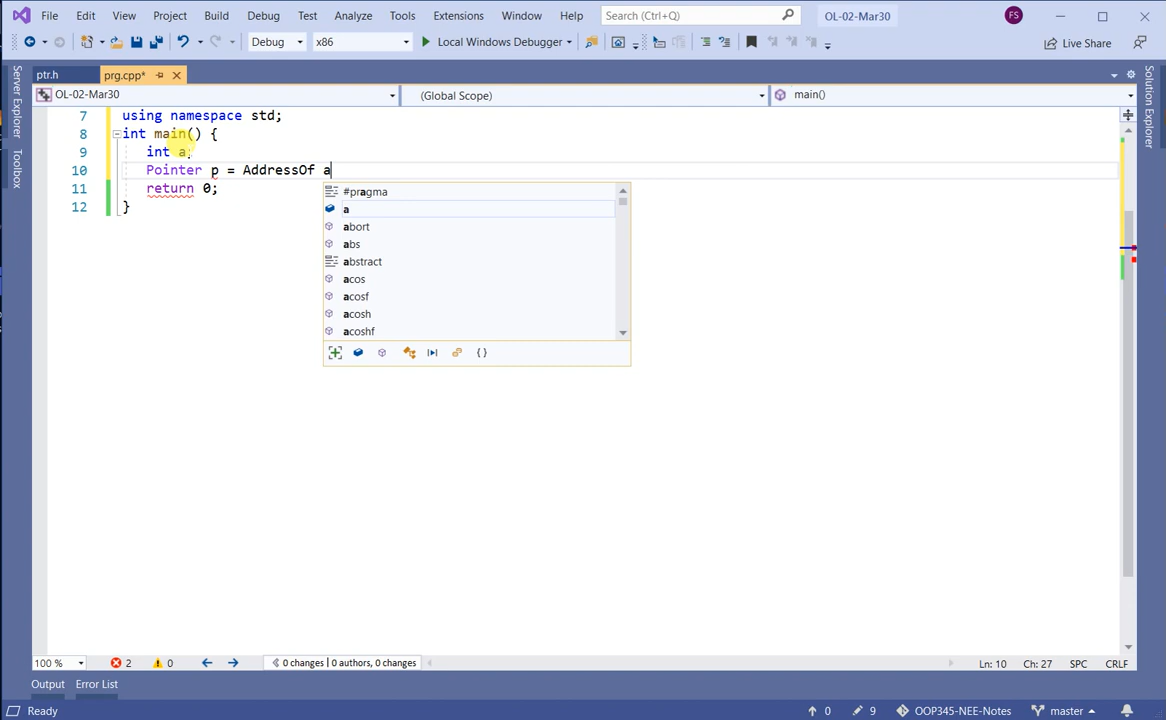 File Edit View Project Build Debug Test Analyze Tools Extensions Window Help Search (Ctrl+Q) OL-02-Mar30 FS
Debug x86 Local Windows Debugger Live Share
ptr.h prg.cpp*
OL-02-Mar30 (Global Scope) main()
Server Explorer
Toolbox
Solution Explorer
7 using namespace std;
8 int main() {
9 int a;
10 Pointer p = AddressOf a
11 return 0;
12 }
#pragma
a
abort
abs
abstract
acos
acosf
acosh
acoshf
{ }
100 % 2 0 0 changes | 0 authors, 0 changes Ln: 10 Ch: 27 SPC CRLF
Output Error List
Ready 0 9 OOP345-NEE-Notes master